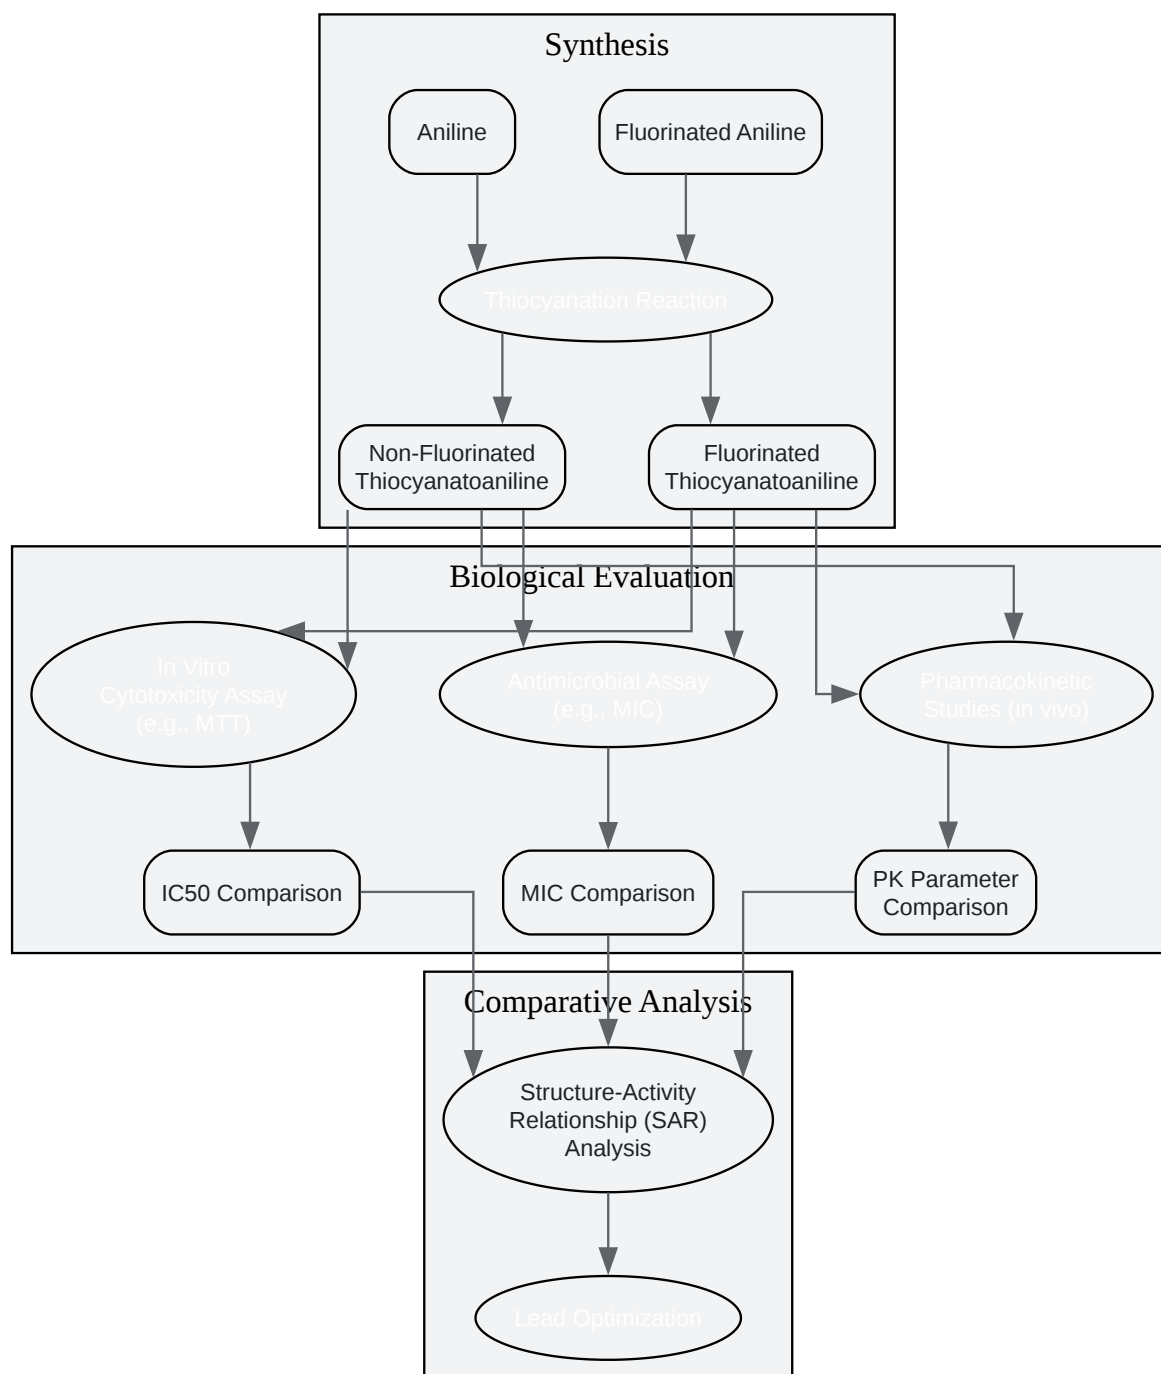 Synthesis
Aniline
Fluorinated Aniline
Thiocyanation Reaction
Non-Fluorinated
Thiocyanatoaniline
Fluorinated
Thiocyanatoaniline
Biological Evaluation
In Vitro
Cytotoxicity Assay
(e.g., MTT)
Antimicrobial Assay
(e.g., MIC)
Pharmacokinetic
Studies (in vivo)
IC50 Comparison
MIC Comparison
PK Parameter
Comparison
Comparative Analysis
Structure-Activity
Relationship (SAR)
Analysis
Lead Optimization